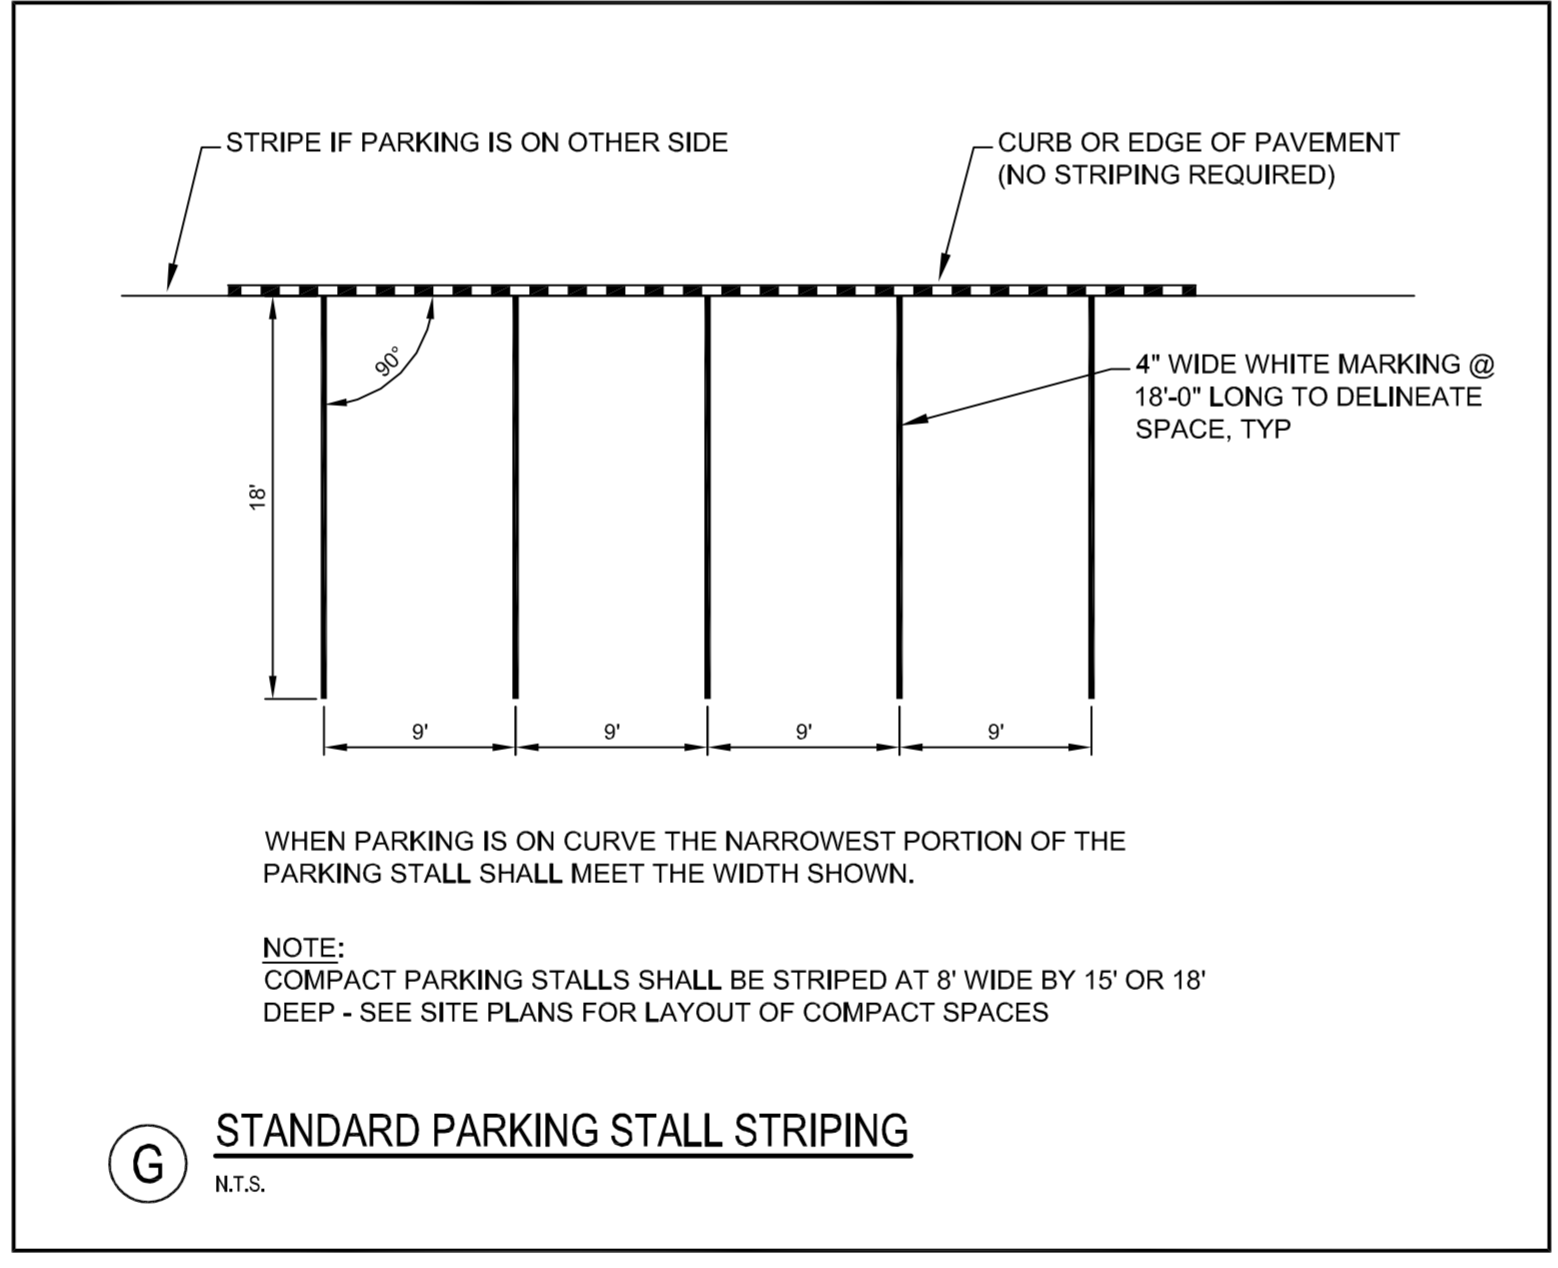 STRIPE IF PARKING IS ON OTHER SIDE
CURB OR EDGE OF PAVEMENT
(NO STRIPING REQUIRED)
90°
4" WIDE WHITE MARKING @
18'-0" LONG TO DELINEATE
SPACE, TYP
18'
9' 9' 9' 9'
WHEN PARKING IS ON CURVE THE NARROWEST PORTION OF THE
PARKING STALL SHALL MEET THE WIDTH SHOWN.
NOTE:
COMPACT PARKING STALLS SHALL BE STRIPED AT 8' WIDE BY 15' OR 18'
DEEP - SEE SITE PLANS FOR LAYOUT OF COMPACT SPACES
G STANDARD PARKING STALL STRIPING
N.T.S.